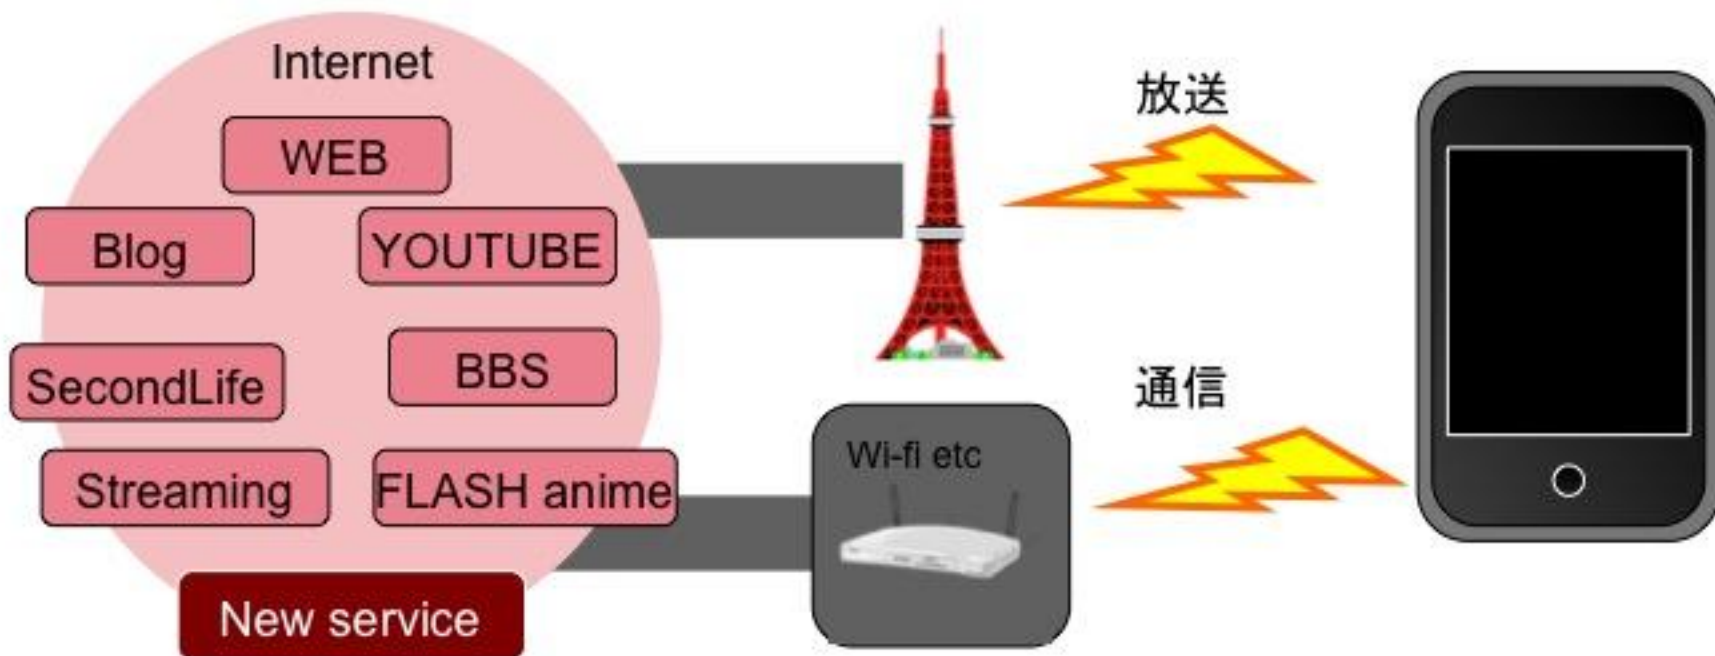 Internet
WEB
Blog
YOUTUBE
SecondLife
BBS
Streaming
FLASH anime
New service
放送
通信
Wi-fi etc